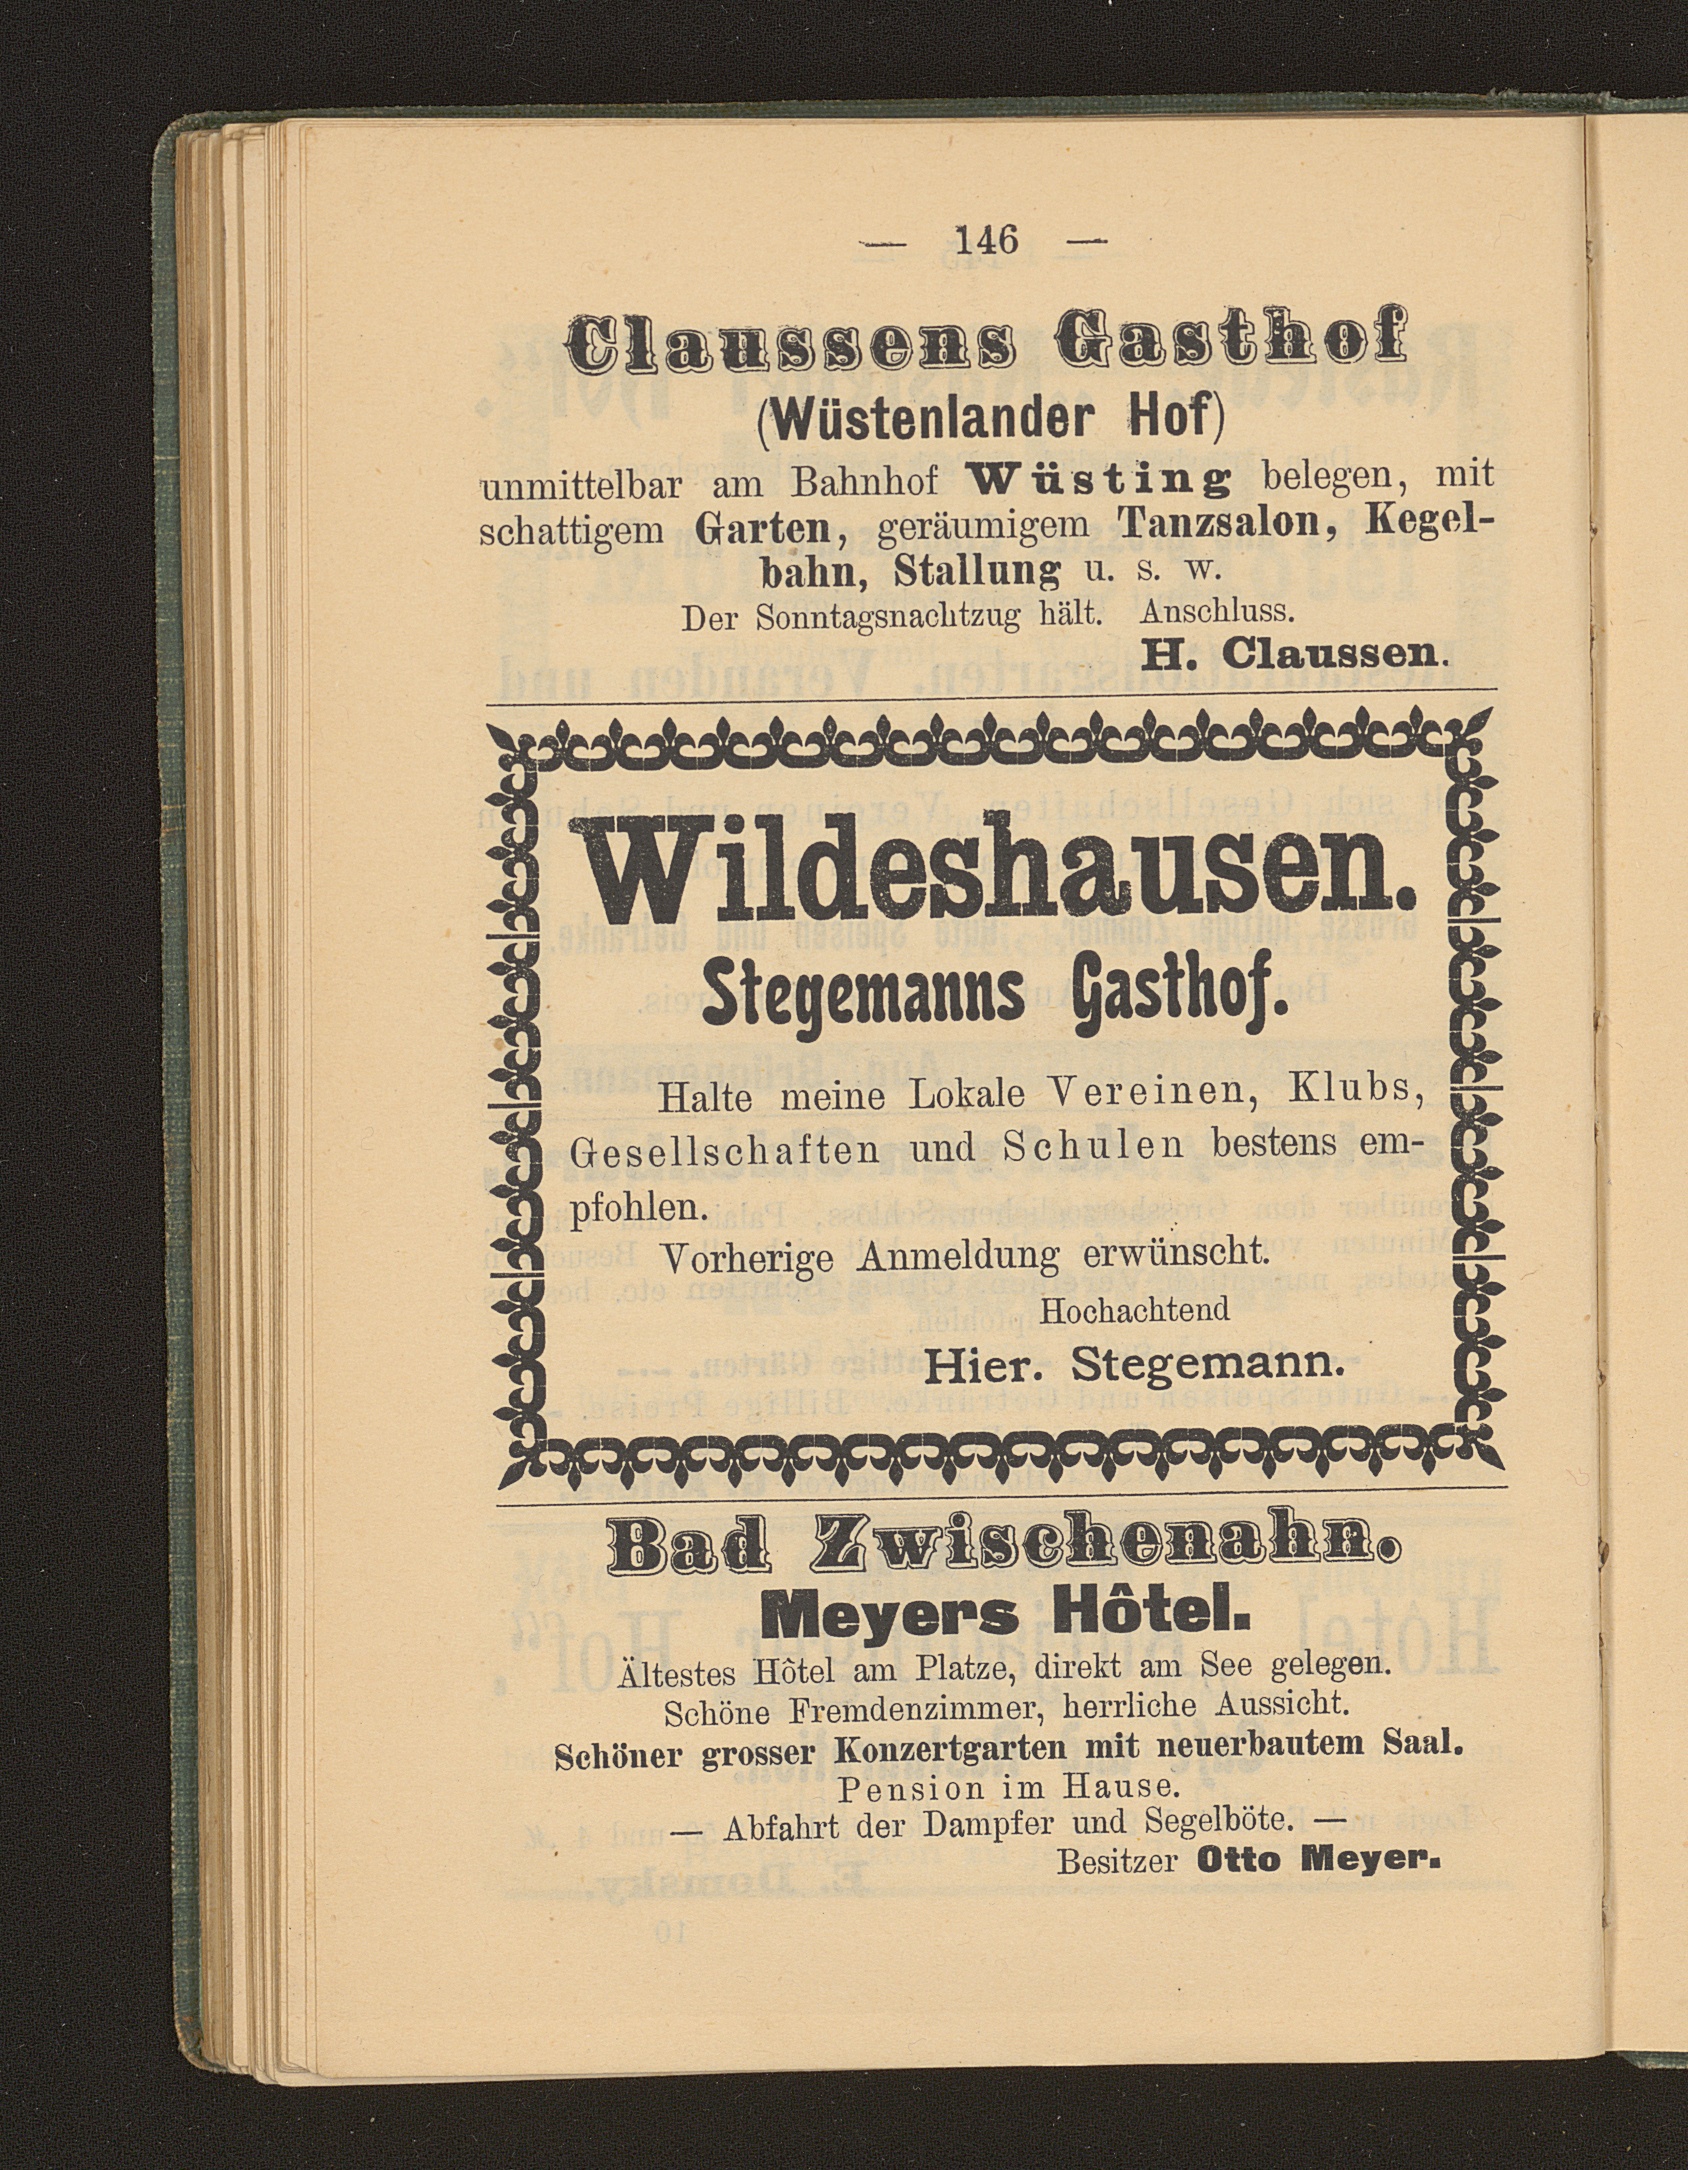 — 146 —
Claussens Gasthof
(Wüstenlander Hof)
unmittelbar am Bahnhof Wüsting belegen, mit
schattigem Garten, geräumigem Tanzsalon, Kegel-
bahn, Stallung u. s. w.
Der Sonntagsnachtzug hält. Anschluss.
H. Claussen.
Wildeshausen.
Stegemanns Gasthof.
Halte meine Lokale Vereinen, Klubs,
Gesellschaften und Schulen bestens em-
pfohlen.
Vorherige Anmeldung erwünscht.
Hochachtend
Hier. Stegemann.
Bad Zwischenahn.
Meyers Hôtel.
Ältestes Hôtel am Platze, direkt am See gelegen.
Schöne Fremdenzimmer, herrliche Aussicht.
Schöner grosser Konzertgarten mit neuerbautem Saal.
Pension im Hause.
— Abfahrt der Dampfer und Segelböte. —
Besitzer Otto Meyer.